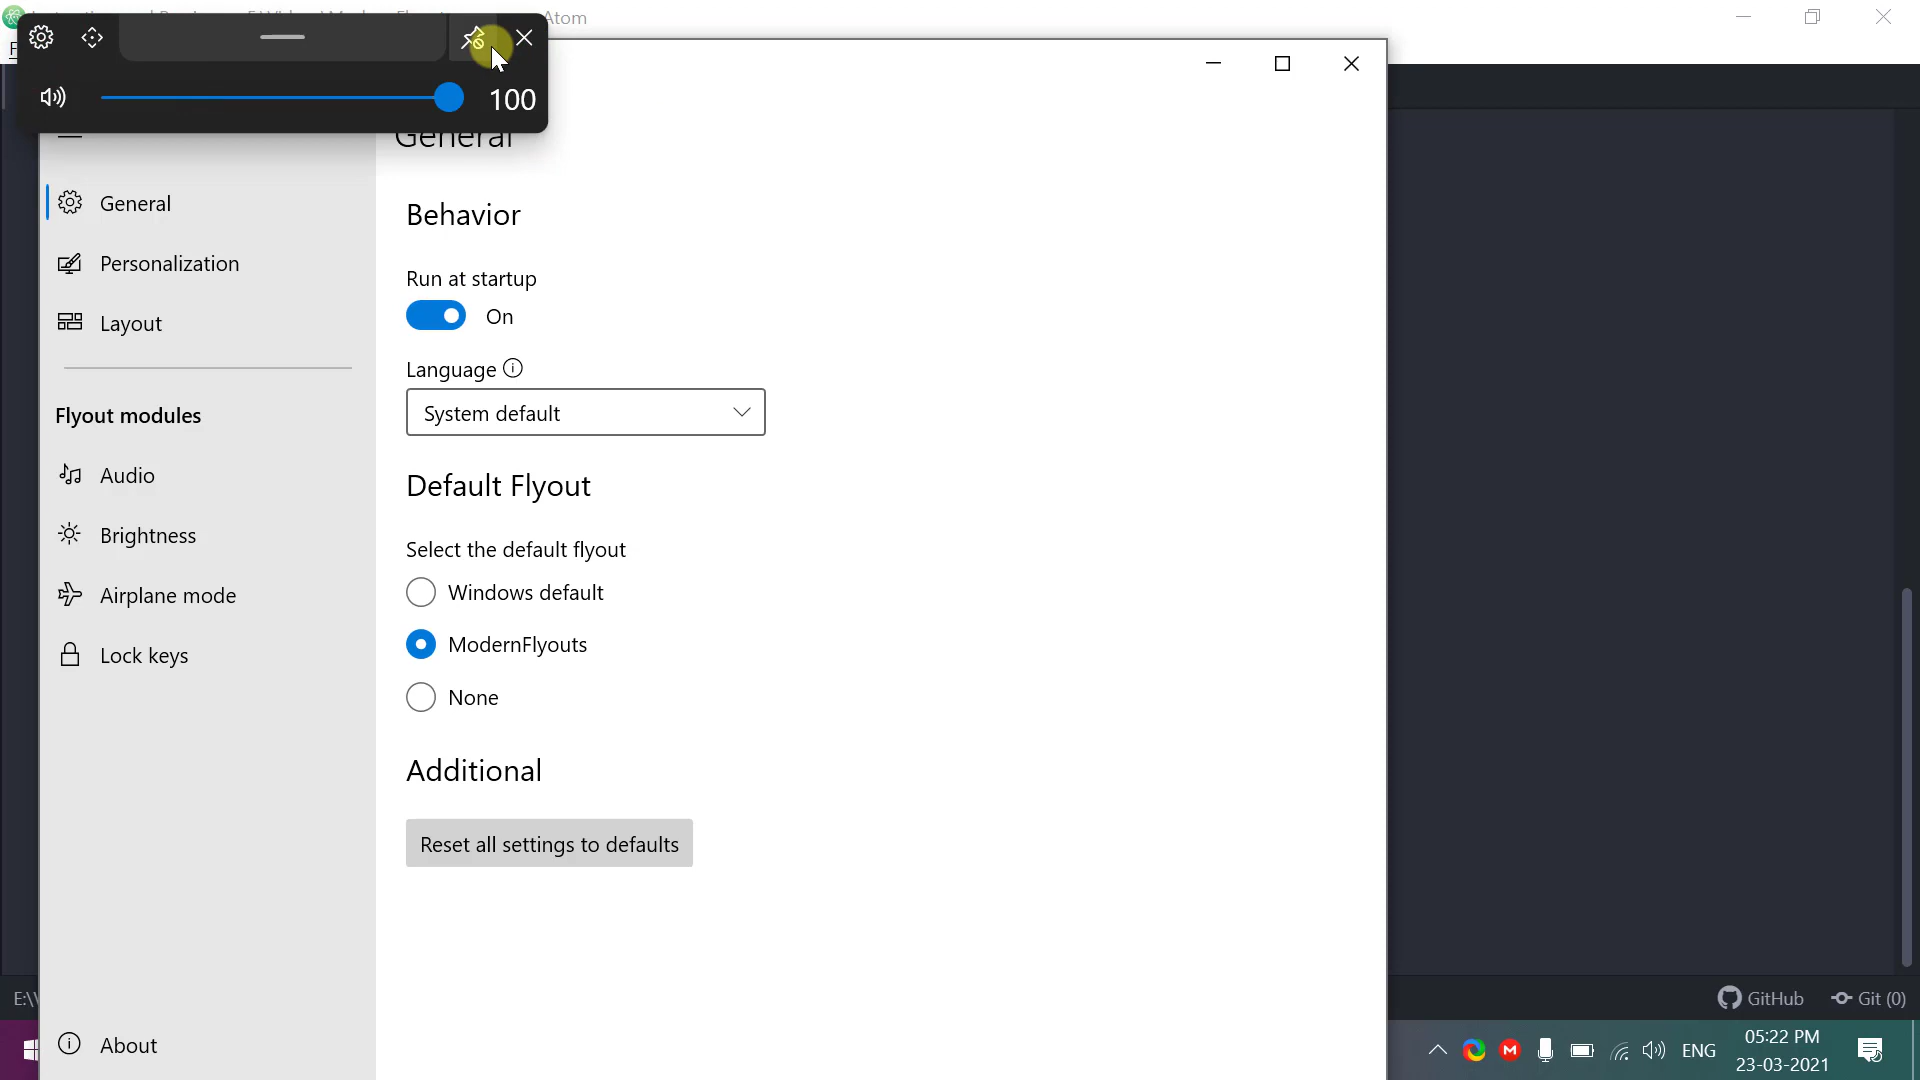 Atom
100
General
General
Personalization
Layout
Flyout modules
Audio
Brightness
Airplane mode
Lock keys
About
Behavior
Run at startup
On
Language
System default
Default Flyout
Select the default flyout
Windows default
ModernFlyouts
None
Additional
Reset all settings to defaults
E:\\
GitHub
Git (0)
ENG
05:22 PM
23-03-2021